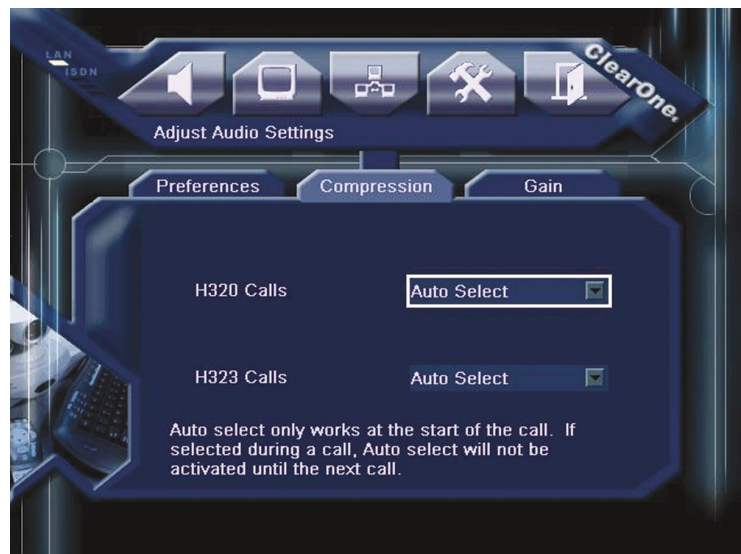 LAN
ISDN
ClearOne.
Adjust Audio Settings
Preferences
Compression
Gain
H320 Calls
Auto Select
H323 Calls
Auto Select
Auto select only works at the start of the call. If
selected during a call, Auto select will not be
activated until the next call.